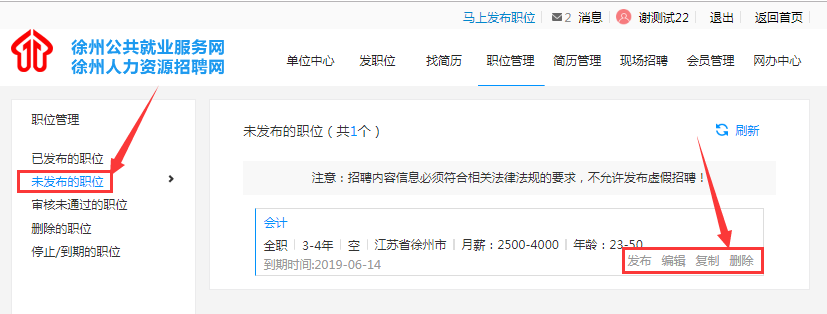 马上发布职位 2 消息 谢测试22 退出 返回首页
徐州公共就业服务网
徐州人力资源招聘网
单位中心 发职位 找简历 职位管理 简历管理 现场招聘 会员管理 网办中心
职位管理
已发布的职位
未发布的职位
审核未通过的职位
删除的职位
停止/到期的职位
未发布的职位（共1个） 刷新
注意：招聘内容信息必须符合相关法律法规的要求，不允许发布虚假招聘！
会计
全职 3-4年 空 江苏省徐州市 月薪：2500-4000 年龄：23-50
到期时间:2019-06-14
发布 编辑 复制 删除